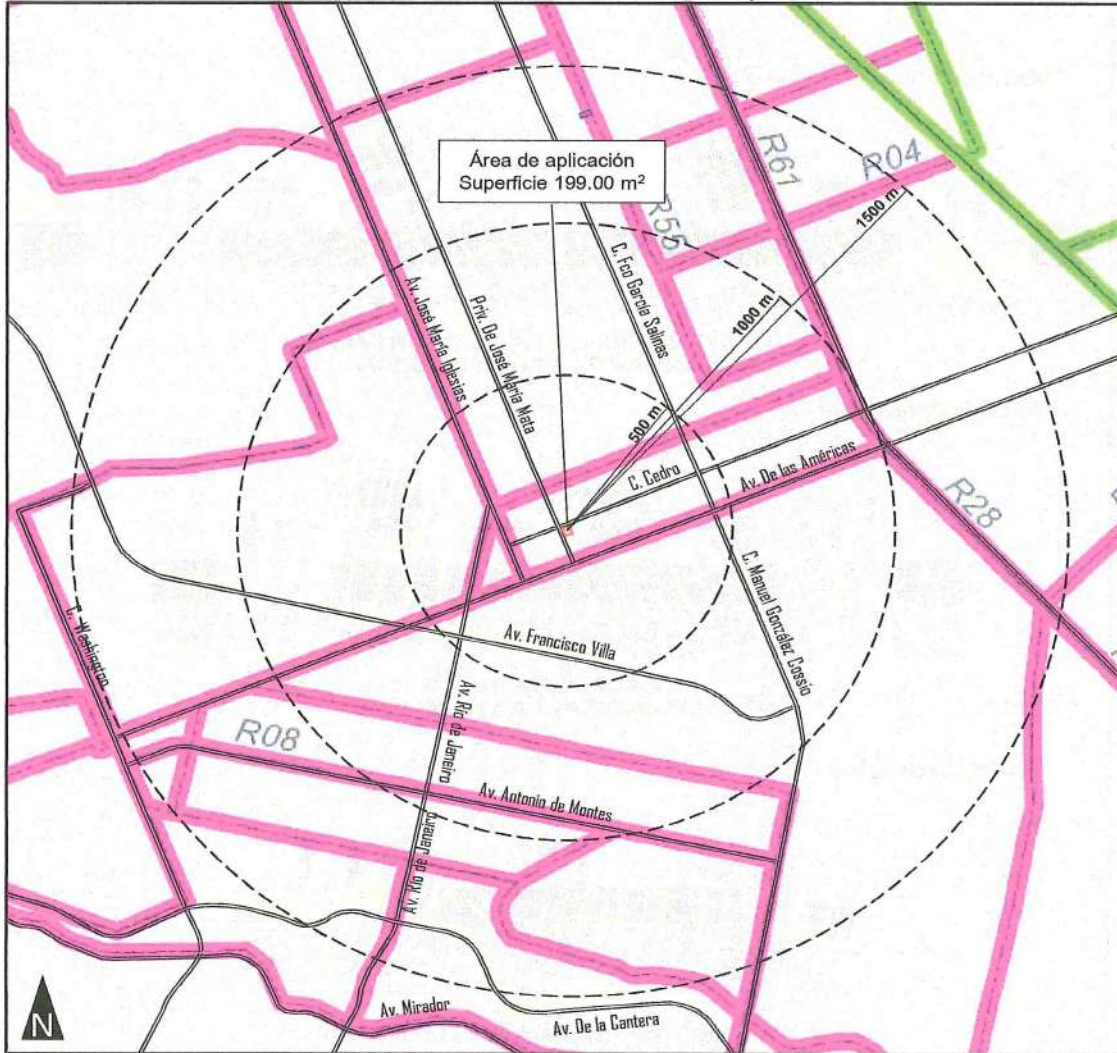 Área de aplicación
Superficie 199.00 m²
R61
R04
R56
1500 m
1000 m
500 m
C. Fco García Salinas
Av. José María Iglesias
Priv. De José María Mata
C. Cedro
Av. De las Américas
R28
C. Manuel González Cossio
Av. Francisco Villa
C. Washington
Av. Río de Janeiro
R08
Av. Antonio de Montes
Av. Río de Janeiro
Av. Mirador
Av. De la Cantera
N